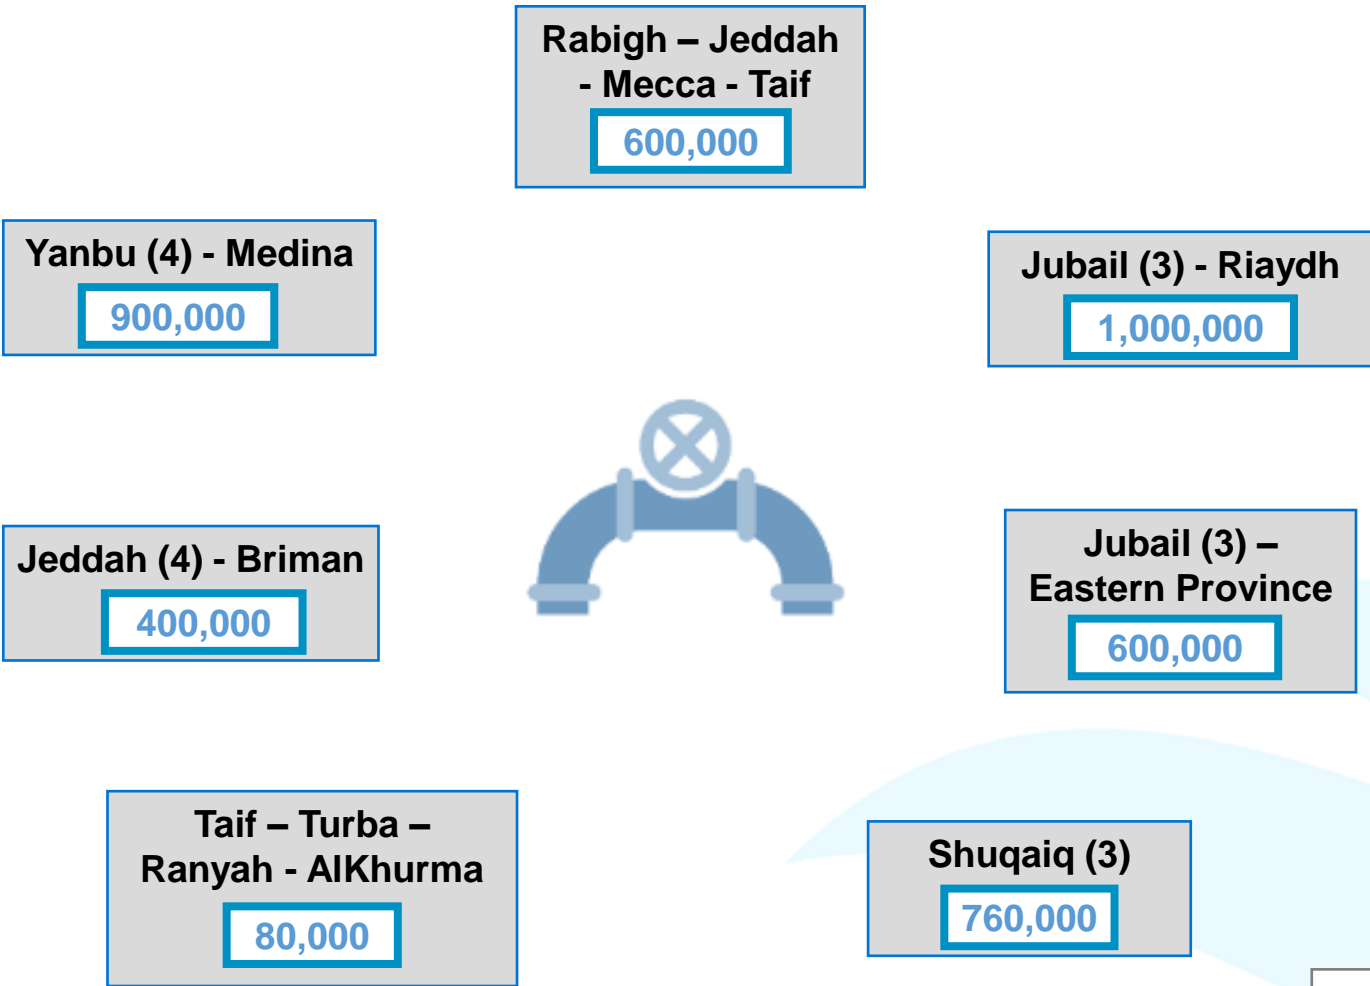 Rabigh – Jeddah
- Mecca - Taif
600,000
Yanbu (4) - Medina
900,000
Jubail (3) - Riaydh
1,000,000
Jeddah (4) - Briman
400,000
Jubail (3) –
Eastern Province
600,000
Taif – Turba –
Ranyah - AlKhurma
80,000
Shuqaiq (3)
760,000